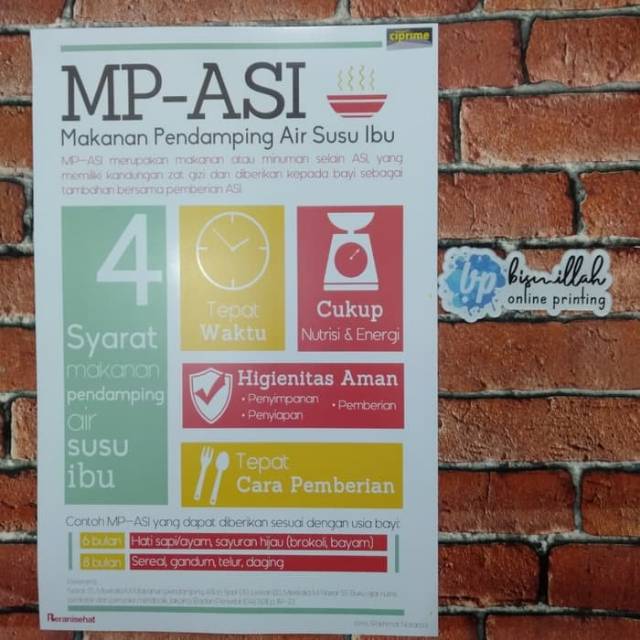 ciprime
MP-ASI
Makanan Pendamping Air Susu Ibu
MP-ASI merupakan makanan atau minuman selain ASI, yang
memiliki kandungan zat gizi dan diberikan kepada bayi sebagai
tambahan bersama pemberian ASI
4
Syarat
makanan
pendamping
air
susu
ibu
Tepat
Waktu
Cukup
Nutrisi & Energi
Higienitas Aman
• Penyimpanan
• Penyiapan
• Pemberian
Tepat
Cara Pemberian
Contoh MP-ASI yang dapat diberikan sesuai dengan usia bayi:
6 bulan Hati sapi/ayam, sayuran hijau (brokoli, bayam)
8 bulan Sereal, gandum, telur, daging
Beranisehat
bp
bismillah
online printing